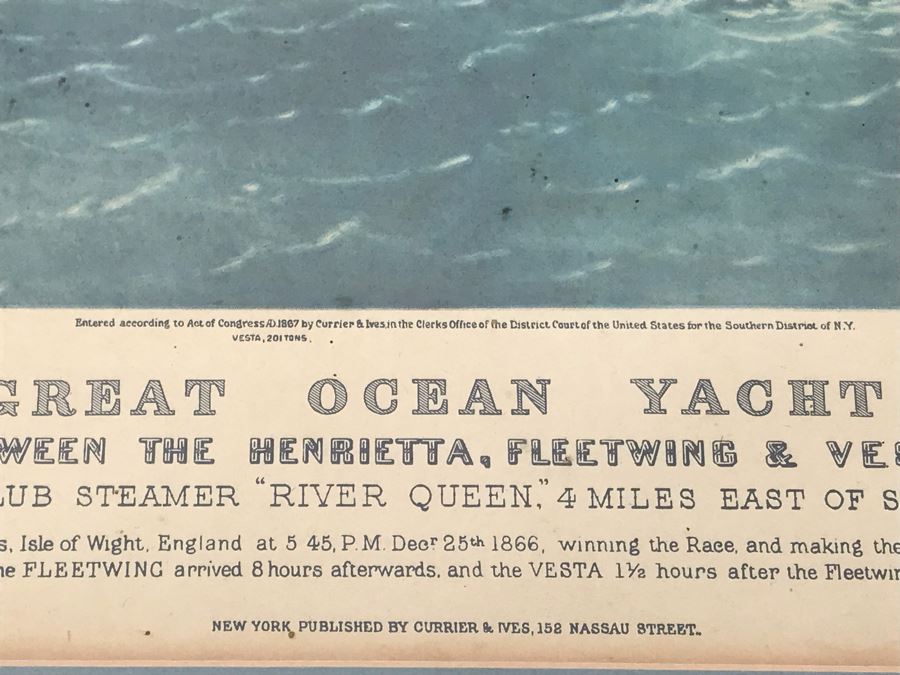 Entered according to Act of Congress AD.1867 by Currier & Ives, in the Clerks Office of the District Court of the United States for the Southern District of N.Y.
VESTA, 201 TONS.
GREAT OCEAN YACHT
WEEN THE HENRIETTA, FLEETWING & VES
LUB STEAMER "RIVER QUEEN," 4 MILES EAST OF S
s, Isle of Wight, England at 5 45, P.M. Decr 25th 1866, winning the Race, and making the
he FLEETWING arrived 8 hours afterwards, and the VESTA 1½ hours after the Fleetwin
NEW YORK, PUBLISHED BY CURRIER & IVES, 152 NASSAU STREET.